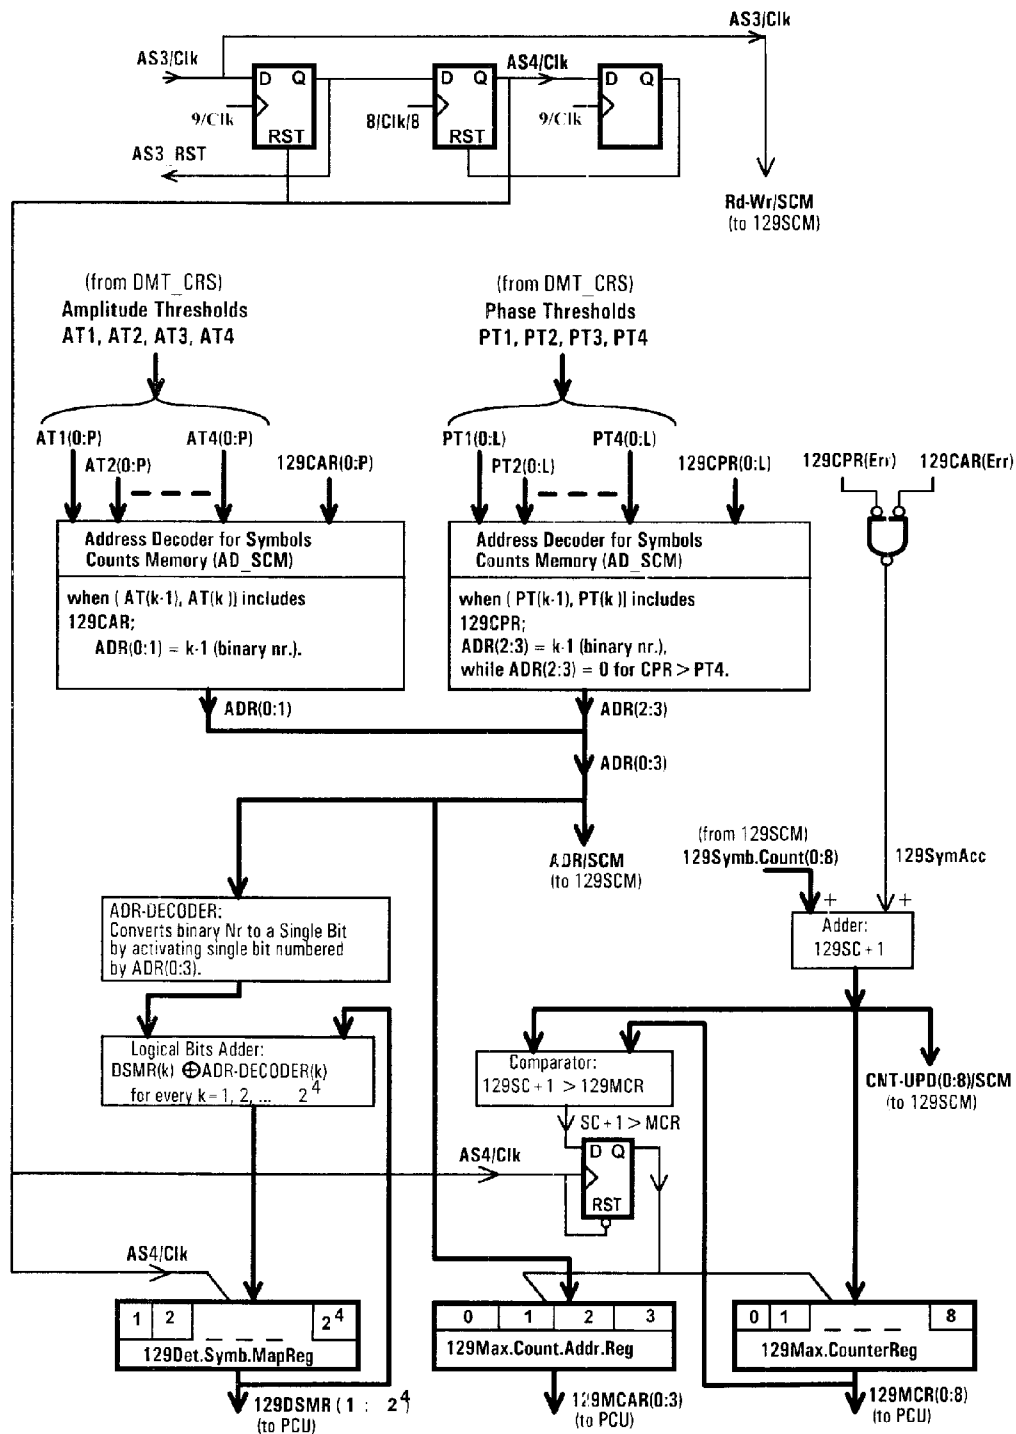 AS3/Clk
AS3/Clk
AS4/Clk
D Q
D Q
D Q
9/Clk
8/Clk/8
9/Clk
RST
RST
AS3_RST
Rd-Wr/SCM
(to 129SCM)
(from DMT_CRS)
Amplitude Thresholds
AT1, AT2, AT3, AT4
(from DMT_CRS)
Phase Thresholds
PT1, PT2, PT3, PT4
AT1(0:P)
AT2(0:P)
AT4(0:P)
129CAR(0:P)
PT1(0:L)
PT2(0:L)
PT4(0:L)
129CPR(0:L)
129CPR(Err)
129CAR(Err)
Address Decoder for Symbols
Counts Memory (AD_SCM)
when ( AT(k-1), AT(k )] includes
129CAR;
ADR(0:1) = k-1 (binary nr.).
Address Decoder for Symbols
Counts Memory (AD_SCM)
when ( PT(k-1), PT(k )] includes
129CPR;
ADR(2:3) = k-1 (binary nr.),
while ADR(2:3) = 0 for CPR > PT4.
ADR(0:1)
ADR(2:3)
ADR(0:3)
ADR/SCM
(to 129SCM)
(from 129SCM)
129Symb.Count(0:8)
129SymAcc
+
+
Adder:
129SC + 1
ADR-DECODER:
Converts binary Nr to a Single Bit
by activating single bit numbered
by ADR(0:3).
Logical Bits Adder:
DSMR(k) ⊕ADR-DECODER(k)
for every k = 1, 2, ... 2^4
Comparator:
129SC + 1 > 129MCR
CNT-UPD(0:8)/SCM
(to 129SCM)
SC + 1 > MCR
D Q
RST
AS4/Clk
AS4/Clk
1 2 2^4
129Det.Symb.MapReg
0 1 2 3
129Max.Count.Addr.Reg
0 1 8
129Max.CounterReg
129DSMR ( 1 : 2^4
(to PCU)
129MCAR(0:3)
(to PCU)
129MCR(0:8)
(to PCU)